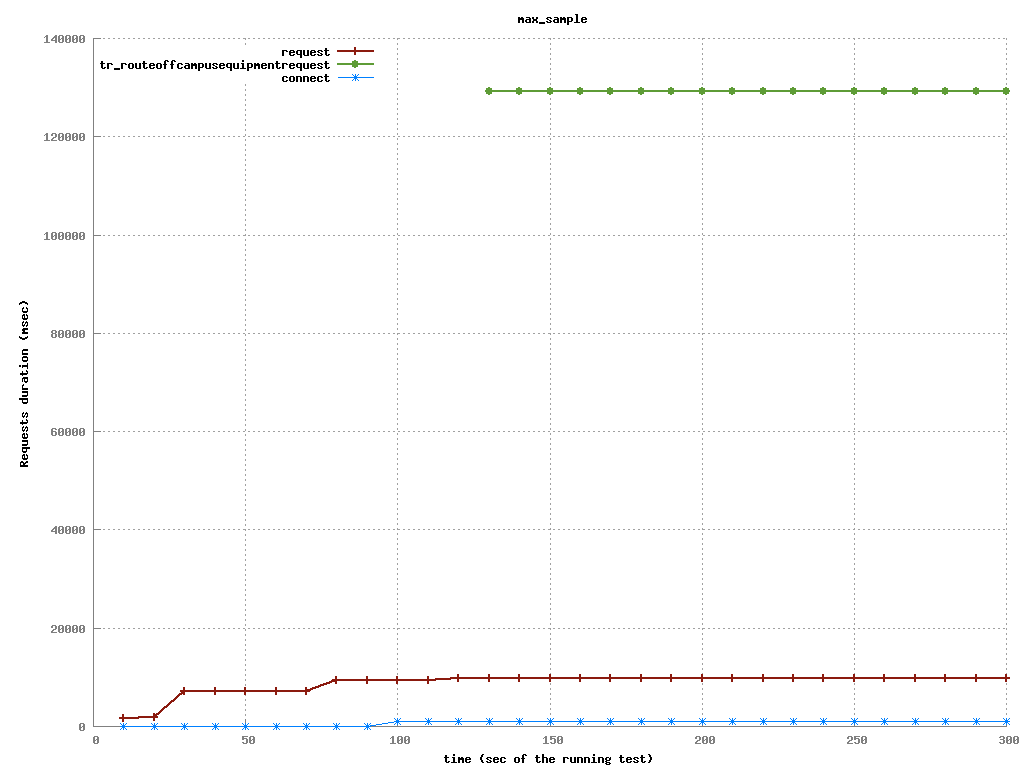 max_sample
140000
request
tr_routeoffcampusequipmentrequest
connect
120000
100000
80000
60000
40000
20000
0
Requests duration (msec)
0 50 100 150 200 250 300
time (sec of the running test)